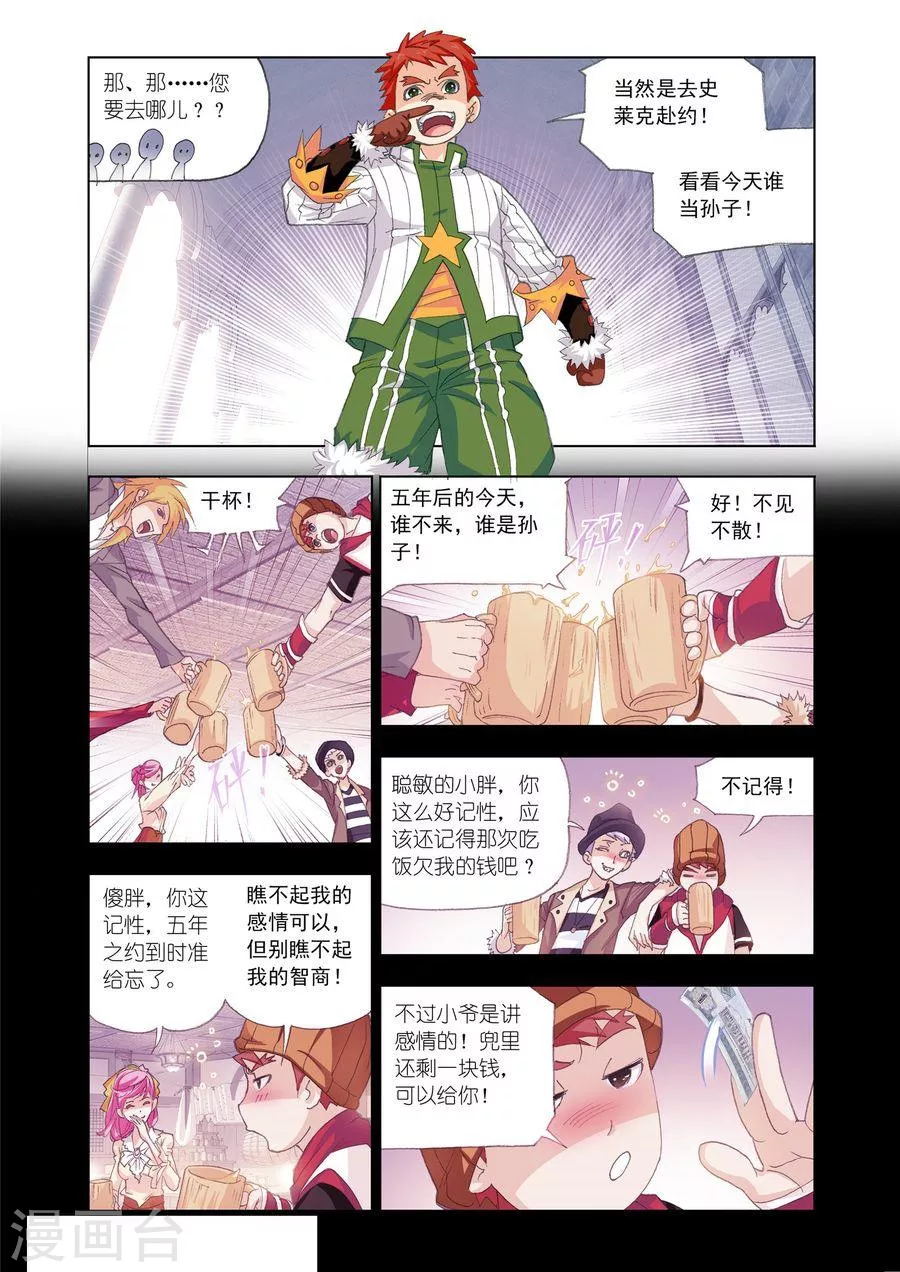 那、那……您
要去哪儿？？
当然是去史
莱克赴约！
看看今天谁
当孙子！
干杯！
砰！
五年后的今天，
谁不来，谁是孙
子！
砰！
好！不见
不散！
聪敏的小胖，你
这么好记性，应
该还记得那次吃
饭欠我的钱吧？
不记得！
傻胖，你这
记性，五年
之约到时准
给忘了。
瞧不起我的
感情可以，
但别瞧不起
我的智商！
不过小爷是讲
感情的！兜里
还剩一块钱，
可以给你！
漫画台